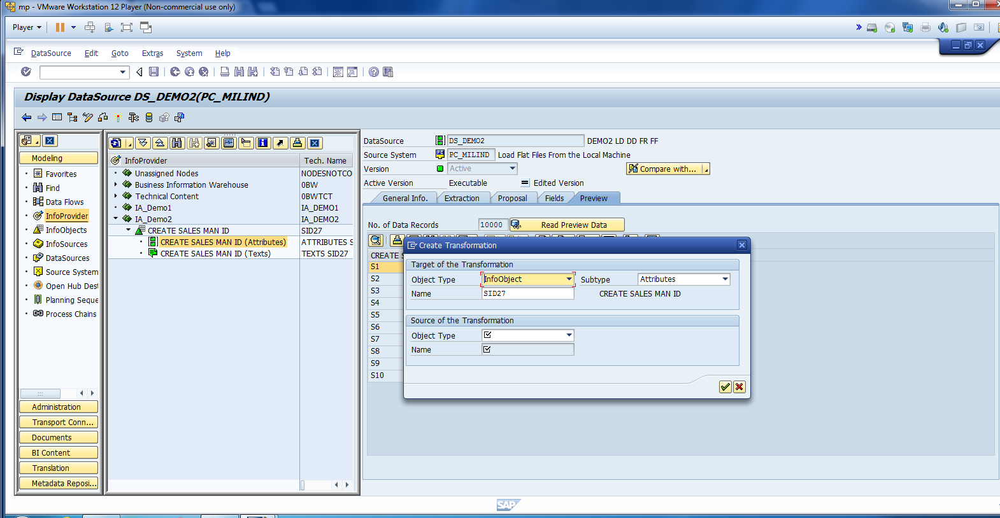 mp - VMware Workstation 12 Player (Non-commercial use only)
Player
DataSource Edit Goto Extras System Help
Display DataSource DS_DEMO2(PC_MILIND)
Modeling
Favorites
Find
Data Flows
InfoProvider
InfoObjects
InfoSources
DataSources
Source System
Open Hub Dest
Planning Seque
Process Chains
Administration
Transport Conn...
Documents
BI Content
Translation
Metadata Reposi...
InfoProvider Tech. Name
Unassigned Nodes NODESNOTCO
Business Information Warehouse 0BW
Technical Content 0BWTCT
IA_Demo1 IA_DEMO1
IA_Demo2 IA_DEMO2
CREATE SALES MAN ID SID27
CREATE SALES MAN ID (Attributes) ATTRIBUTES S
CREATE SALES MAN ID (Texts) TEXTS SID27
DataSource DS_DEMO2 DEMO2 LD DD FR FF
Source System PC_MILIND Load Flat Files From the Local Machine
Version Active Compare with...
Active Version Executable = Edited Version
General Info. Extraction Proposal Fields Preview
No. of Data Records 10000 Read Preview Data
CREATE S
S1
S2
S3
S4
S5
S6
S7
S8
S9
S10
Create Transformation
Target of the Transformation
Object Type InfoObject Subtype Attributes
Name SID27 CREATE SALES MAN ID
Source of the Transformation
Object Type
Name
SAP